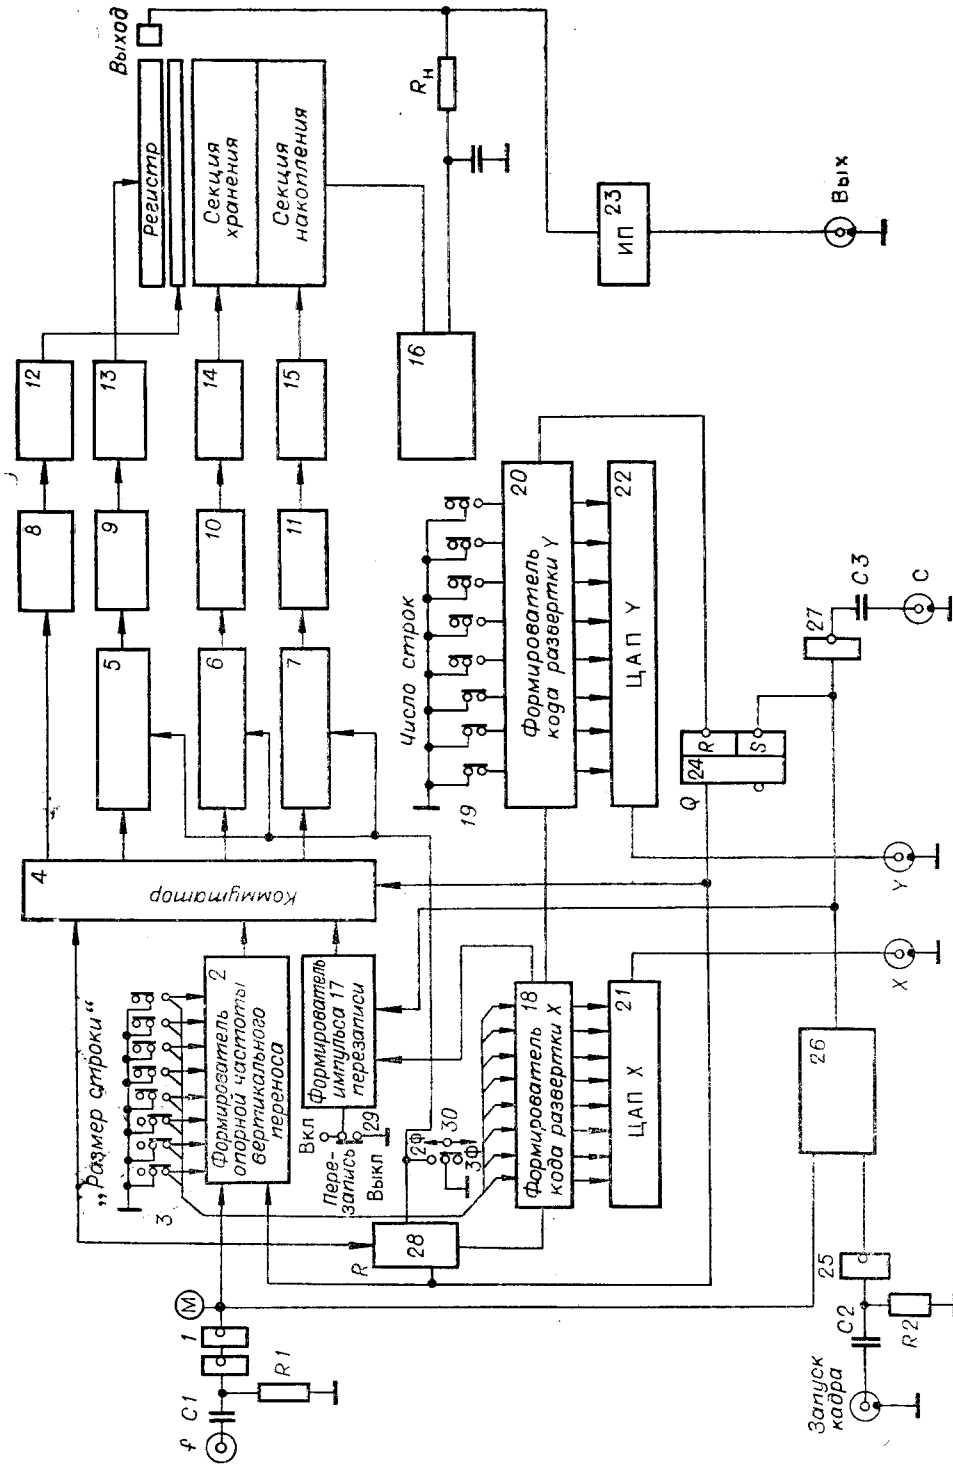 f
C1
R1
1
М
„Размер строки“
3
Формирователь
опорной частоты
вертикального
переноса
2
Формирователь
импульса 17
перезаписи
Вкл
Пере-
запись
Выкл
29
28
R
2Ф
3Ф
30
Коммутатор
4
5
6
7
8
9
10
11
12
13
14
15
16
Регистр
Секция
хранения
Секция
накопления
Выход
Rн
ИП
23
Вых
Число строк
19
Формирователь
кода развертки Y
20
ЦАП Y
22
Формирователь
кода развертки X
18
ЦАП X
21
Q
24
R
S
27
C3
C
Y
X
26
25
C2
R2
Запуск
кадра